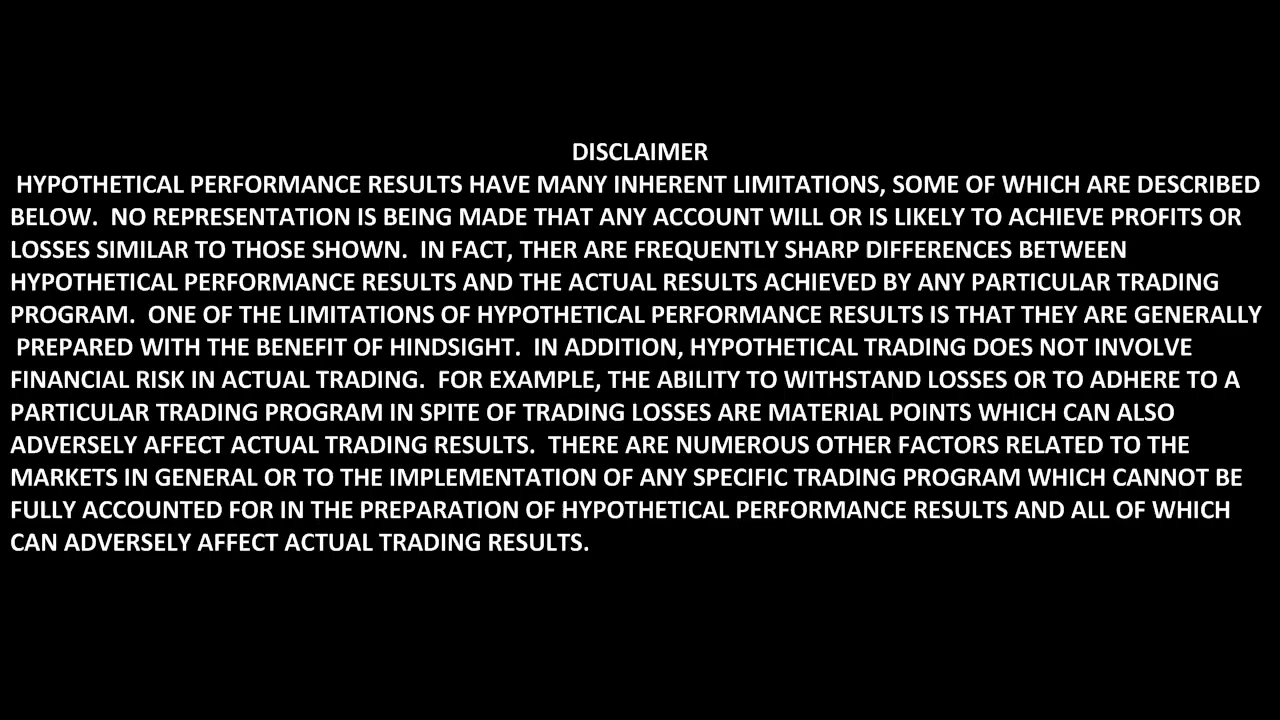 DISCLAIMER
HYPOTHETICAL PERFORMANCE RESULTS HAVE MANY INHERENT LIMITATIONS, SOME OF WHICH ARE DESCRIBED
BELOW.  NO REPRESENTATION IS BEING MADE THAT ANY ACCOUNT WILL OR IS LIKELY TO ACHIEVE PROFITS OR
LOSSES SIMILAR TO THOSE SHOWN.  IN FACT, THER ARE FREQUENTLY SHARP DIFFERENCES BETWEEN
HYPOTHETICAL PERFORMANCE RESULTS AND THE ACTUAL RESULTS ACHIEVED BY ANY PARTICULAR TRADING
PROGRAM.  ONE OF THE LIMITATIONS OF HYPOTHETICAL PERFORMANCE RESULTS IS THAT THEY ARE GENERALLY
PREPARED WITH THE BENEFIT OF HINDSIGHT.  IN ADDITION, HYPOTHETICAL TRADING DOES NOT INVOLVE
FINANCIAL RISK IN ACTUAL TRADING.  FOR EXAMPLE, THE ABILITY TO WITHSTAND LOSSES OR TO ADHERE TO A
PARTICULAR TRADING PROGRAM IN SPITE OF TRADING LOSSES ARE MATERIAL POINTS WHICH CAN ALSO
ADVERSELY AFFECT ACTUAL TRADING RESULTS.  THERE ARE NUMEROUS OTHER FACTORS RELATED TO THE
MARKETS IN GENERAL OR TO THE IMPLEMENTATION OF ANY SPECIFIC TRADING PROGRAM WHICH CANNOT BE
FULLY ACCOUNTED FOR IN THE PREPARATION OF HYPOTHETICAL PERFORMANCE RESULTS AND ALL OF WHICH
CAN ADVERSELY AFFECT ACTUAL TRADING RESULTS.